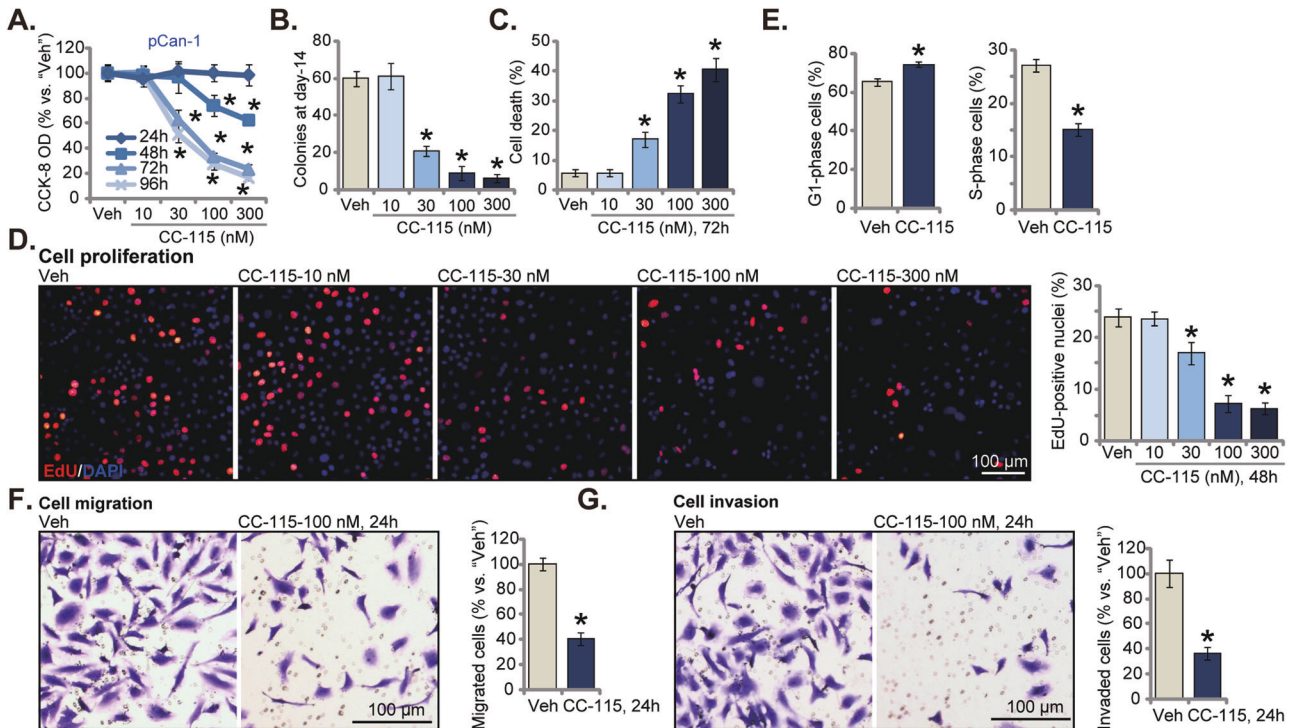 A.
pCan-1
CCK-8 OD (% vs. “Veh”)
120
100
80
60
40
20
0
24h
48h
72h
96h
* * * * * * * *
Veh 10 30 100 300
CC-115 (nM)
B.
Colonies at day-14
80
60
40
20
0
* * *
Veh 10 30 100 300
CC-115 (nM)
C.
Cell death (%)
50
40
30
20
10
0
* * *
Veh 10 30 100 300
CC-115 (nM), 72h
E.
G1-phase cells (%)
80
60
40
20
0
*
Veh CC-115
S-phase cells (%)
30
20
10
0
*
Veh CC-115
D.
Cell proliferation
Veh
CC-115-10 nM
CC-115-30 nM
CC-115-100 nM
CC-115-300 nM
EdU/DAPI
100 µm
EdU-positive nuclei (%)
30
20
10
0
* * *
Veh 10 30 100 300
CC-115 (nM), 48h
F.
Cell migration
Veh
CC-115-100 nM, 24h
100 µm
Migrated cells (% vs. “Veh”)
120
100
80
60
40
20
0
*
Veh CC-115, 24h
G.
Cell invasion
Veh
CC-115-100 nM, 24h
100 µm
Invaded cells (% vs. “Veh”)
120
100
80
60
40
20
0
*
Veh CC-115, 24h